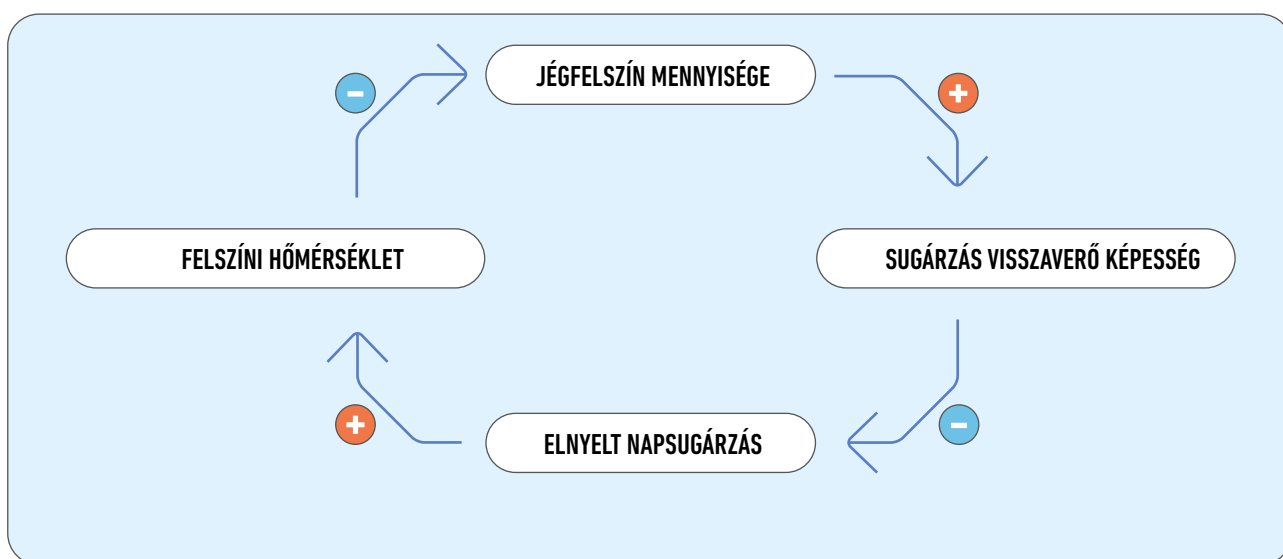 JÉGFELSZÍN MENNYISÉGE
-
+
FELSZÍNI HŐMÉRSÉKLET
SUGÁRZÁS VISSZAVERŐ KÉPESSÉG
+
-
ELNYELT NAPSUGÁRZÁS